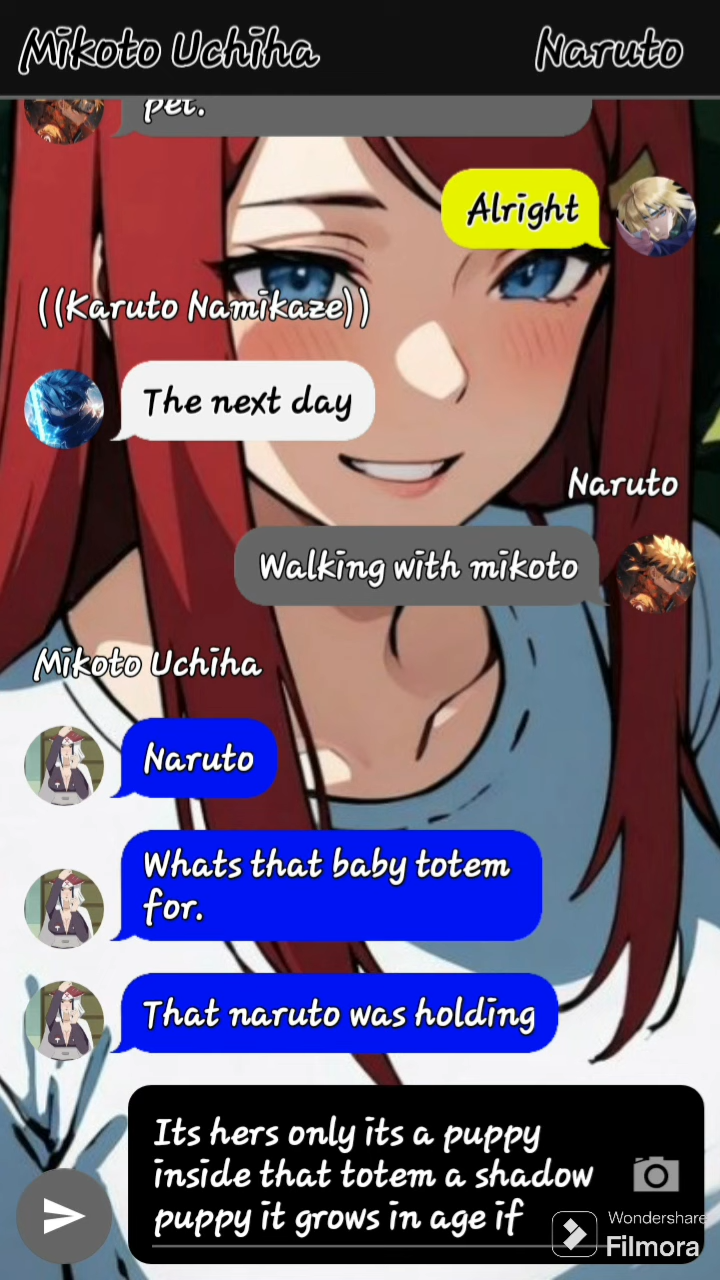 Mikoto Uchiha
Naruto
pet.
Alright
((Karuto Namikaze))
The next day
Naruto
Walking with mikoto
Mikoto Uchiha
Naruto
Whats that baby totem
for.
That naruto was holding
Its hers only its a puppy
inside that totem a shadow
puppy it grows in age if
Wondershare
Filmora